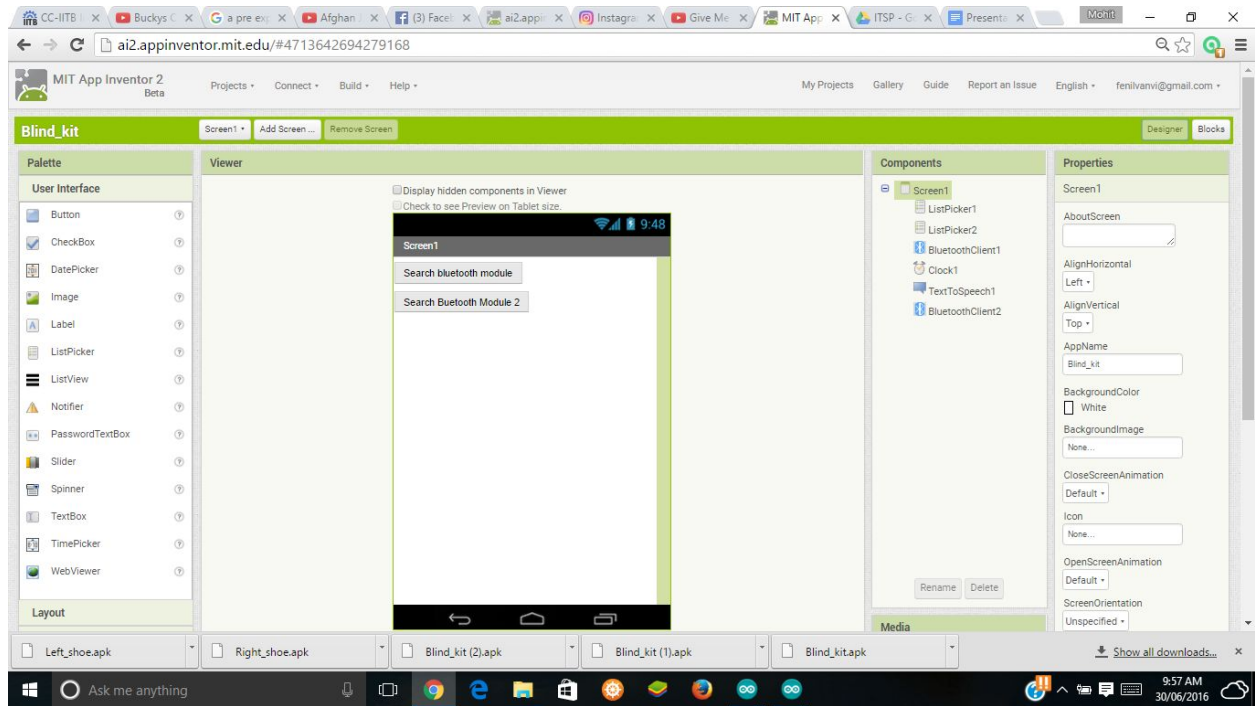 CC-IITB
Buckys C
G a pre exp
Afghan
(3) Faceb
ai2.appin
Instagra
Give Me
MIT App
ITSP - G
Presenta
Mohit
ai2.appinventor.mit.edu/#4713642694279168
MIT App Inventor 2
Beta
Projects Connect Build Help
My Projects Gallery Guide Report an Issue English fenilvanvi@gmail.com
Blind_kit
Screen1 Add Screen ... Remove Screen
Designer Blocks
Palette
User Interface
Button
CheckBox
DatePicker
Image
Label
ListPicker
ListView
Notifier
PasswordTextBox
Slider
Spinner
TextBox
TimePicker
WebViewer
Layout
Viewer
Display hidden components in Viewer
Check to see Preview on Tablet size.
9:48
Screen1
Search bluetooth module
Search Buetooth Module 2
Components
Screen1
ListPicker1
ListPicker2
BluetoothClient1
Clock1
TextToSpeech1
BluetoothClient2
Rename Delete
Media
Properties
Screen1
AboutScreen
AlignHorizontal
Left
AlignVertical
Top
AppName
Blind_kit
BackgroundColor
White
BackgroundImage
None...
CloseScreenAnimation
Default
Icon
None...
OpenScreenAnimation
Default
ScreenOrientation
Unspecified
Left_shoe.apk
Right_shoe.apk
Blind_kit (2).apk
Blind_kit (1).apk
Blind_kit.apk
Show all downloads...
Ask me anything
9:57 AM
30/06/2016